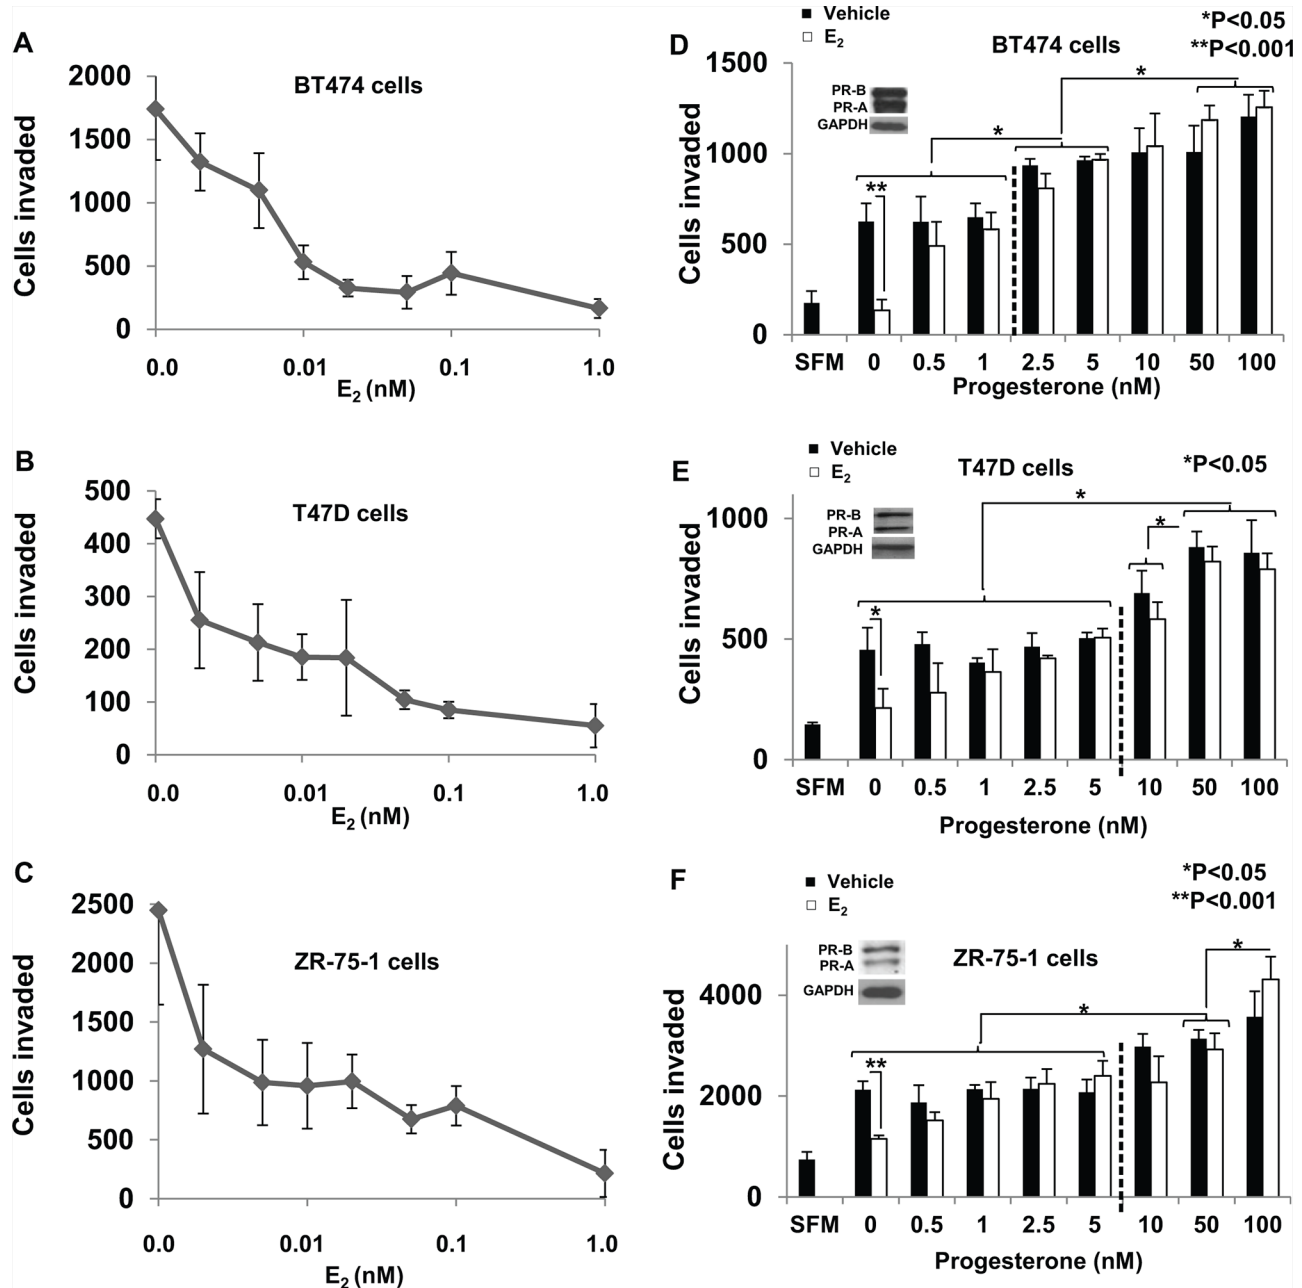 A
BT474 cells
2000
1500
1000
500
0
Cells invaded
0.0 0.01 0.1 1.0
E2 (nM)
B
T47D cells
500
400
300
200
100
0
Cells invaded
0.0 0.01 0.1 1.0
E2 (nM)
C
ZR-75-1 cells
2500
2000
1500
1000
500
0
Cells invaded
0.0 0.01 0.1 1.0
E2 (nM)
D
Vehicle
E2
BT474 cells
*P<0.05
**P<0.001
PR-B
PR-A
GAPDH
**
*
*
1500
1000
500
0
Cells invaded
SFM 0 0.5 1 2.5 5 10 50 100
Progesterone (nM)
E
Vehicle
E2
T47D cells
*P<0.05
PR-B
PR-A
GAPDH
*
*
*
1000
500
0
Cells invaded
SFM 0 0.5 1 2.5 5 10 50 100
Progesterone (nM)
F
Vehicle
E2
ZR-75-1 cells
*P<0.05
**P<0.001
PR-B
PR-A
GAPDH
**
*
*
4000
2000
0
Cells invaded
SFM 0 0.5 1 2.5 5 10 50 100
Progesterone (nM)